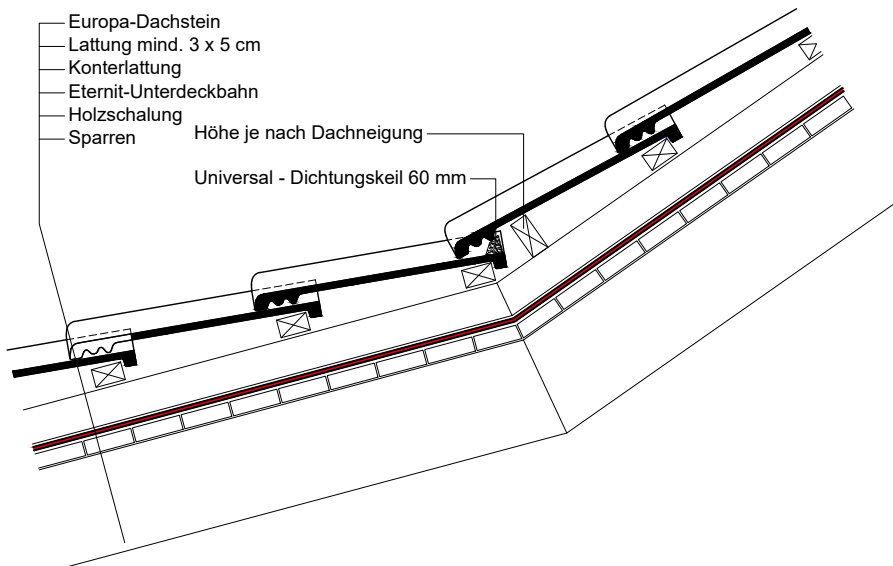 Europa-Dachstein
Lattung mind. 3 x 5 cm
Konterlattung
Eternit-Unterdeckbahn
Holzschalung
Sparren
Höhe je nach Dachneigung
Universal - Dichtungskeil 60 mm